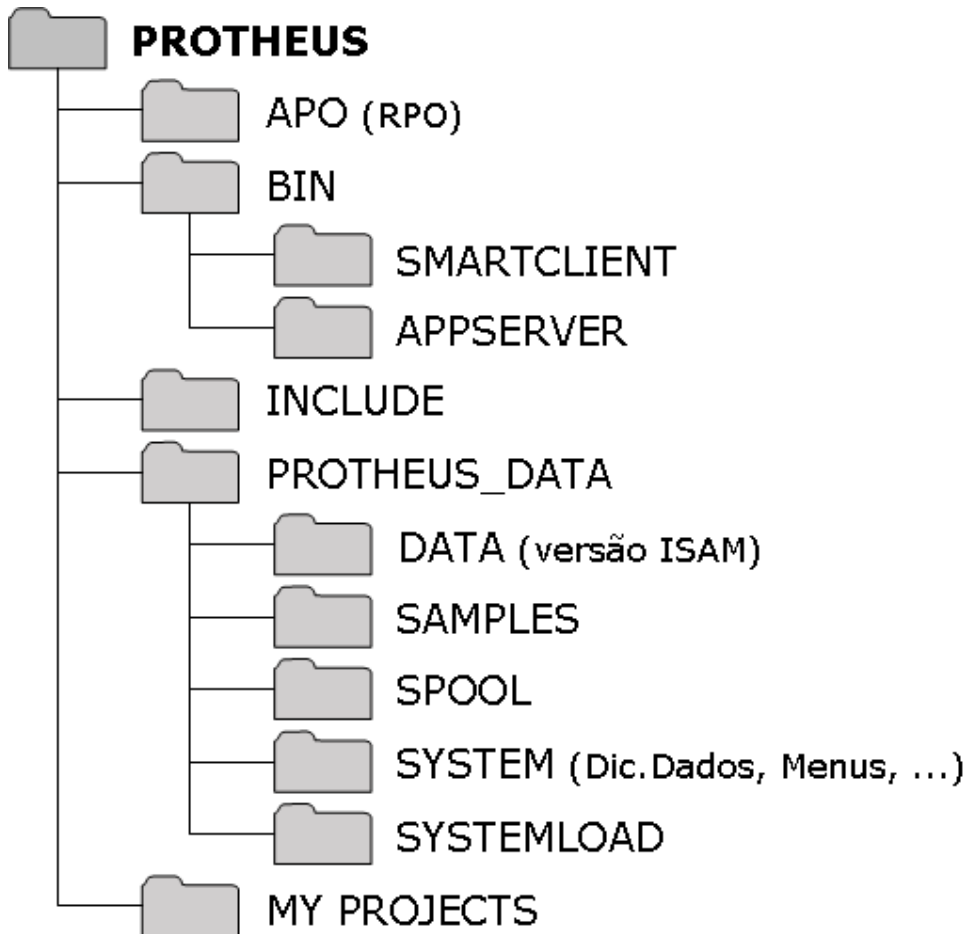 PROTHEUS
APO (RPO)
BIN
SMARTCLIENT
APPSERVER
INCLUDE
PROTHEUS_DATA
DATA (versão ISAM)
SAMPLES
SPOOL
SYSTEM (Dic.Dados, Menus, ...)
SYSTEMLOAD
MY PROJECTS